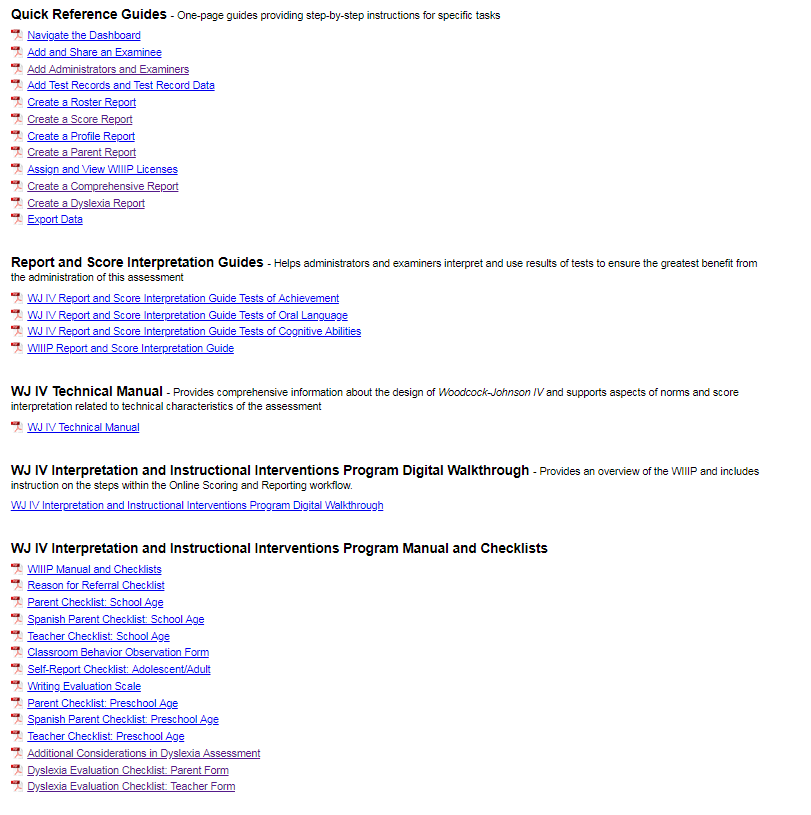 Quick Reference Guides - One-page guides providing step-by-step instructions for specific tasks
Navigate the Dashboard
Add and Share an Examinee
Add Administrators and Examiners
Add Test Records and Test Record Data
Create a Roster Report
Create a Score Report
Create a Profile Report
Create a Parent Report
Assign and View WIIIP Licenses
Create a Comprehensive Report
Create a Dyslexia Report
Export Data
Report and Score Interpretation Guides - Helps administrators and examiners interpret and use results of tests to ensure the greatest benefit from
the administration of this assessment
WJ IV Report and Score Interpretation Guide Tests of Achievement
WJ IV Report and Score Interpretation Guide Tests of Oral Language
WJ IV Report and Score Interpretation Guide Tests of Cognitive Abilities
WIIIP Report and Score Interpretation Guide
WJ IV Technical Manual - Provides comprehensive information about the design of Woodcock-Johnson IV and supports aspects of norms and score
interpretation related to technical characteristics of the assessment
WJ IV Technical Manual
WJ IV Interpretation and Instructional Interventions Program Digital Walkthrough - Provides an overview of the WIIIP and includes
instruction on the steps within the Online Scoring and Reporting workflow.
WJ IV Interpretation and Instructional Interventions Program Digital Walkthrough
WJ IV Interpretation and Instructional Interventions Program Manual and Checklists
WIIIP Manual and Checklists
Reason for Referral Checklist
Parent Checklist: School Age
Spanish Parent Checklist: School Age
Teacher Checklist: School Age
Classroom Behavior Observation Form
Self-Report Checklist: Adolescent/Adult
Writing Evaluation Scale
Parent Checklist: Preschool Age
Spanish Parent Checklist: Preschool Age
Teacher Checklist: Preschool Age
Additional Considerations in Dyslexia Assessment
Dyslexia Evaluation Checklist: Parent Form
Dyslexia Evaluation Checklist: Teacher Form